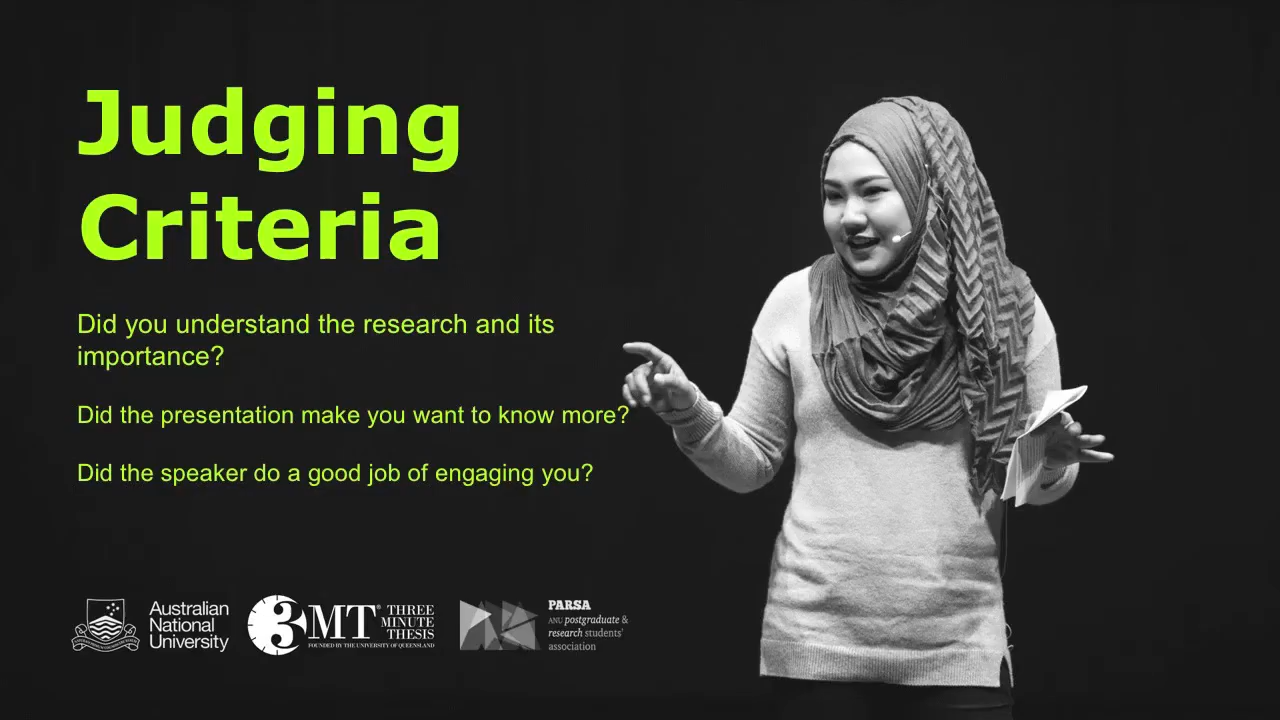 Judging
Criteria
Did you understand the research and its
importance?
Did the presentation make you want to know more?
Did the speaker do a good job of engaging you?
Australian
National
University
3MT® THREE
MINUTE
THESIS
FOUNDED BY THE UNIVERSITY OF QUEENSLAND
PARSA
ANU postgraduate &
research students'
association